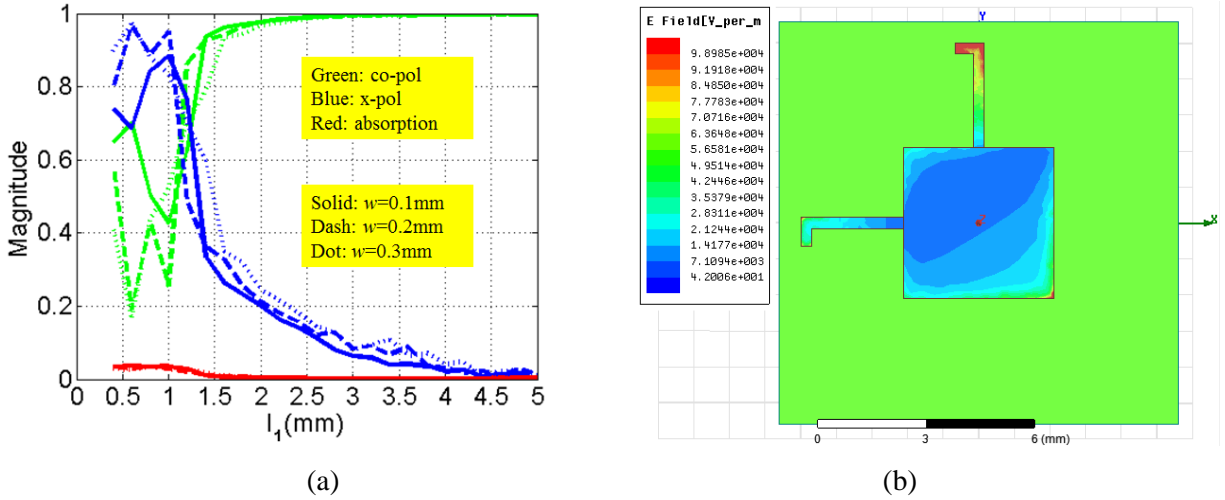 1
0.8
0.6
0.4
0.2
0
Magnitude
Green: co-pol
Blue: x-pol
Red: absorption
Solid: w=0.1mm
Dash: w=0.2mm
Dot: w=0.3mm
0 0.5 1 1.5 2 2.5 3 3.5 4 4.5 5
l1(mm)
(a)
E Field[V_per_m
9.8985e+004
9.1918e+004
8.4850e+004
7.7783e+004
7.0716e+004
6.3648e+004
5.6581e+004
4.9514e+004
4.2446e+004
3.5379e+004
2.8311e+004
2.1244e+004
1.4177e+004
7.1094e+003
4.2006e+001
Y
X
0 3 6 (mm)
(b)